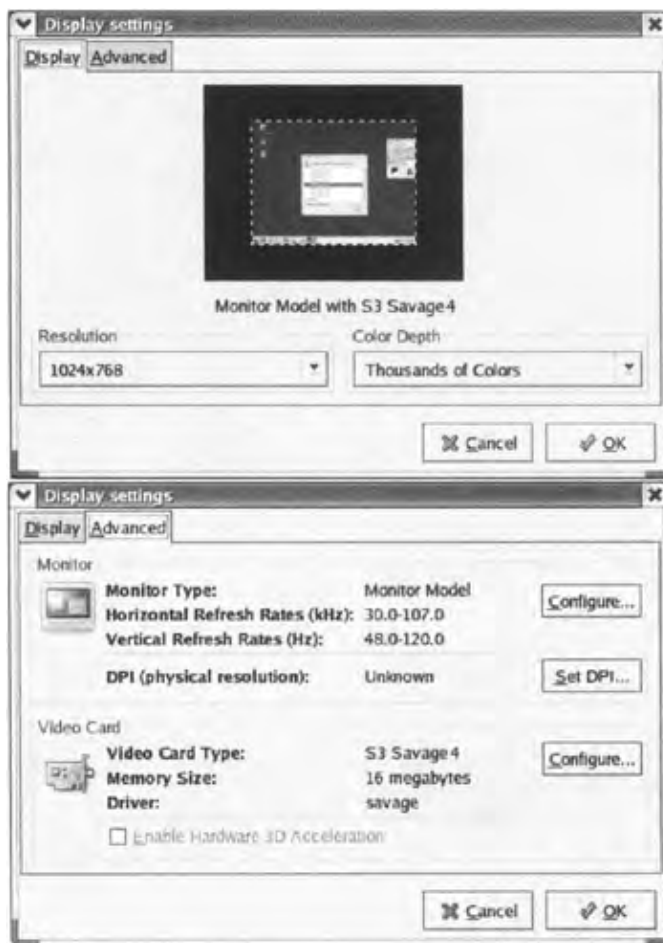 Display settings
Display Advanced
Monitor Model with S3 Savage4
Resolution Color Depth
1024x768 Thousands of Colors
Cancel OK
Display settings
Display Advanced
Monitor
Monitor Type: Monitor Model Configure...
Horizontal Refresh Rates (kHz): 30.0-107.0
Vertical Refresh Rates (Hz): 48.0-120.0
DPI (physical resolution): Unknown Set DPI...
Video Card
Video Card Type: S3 Savage4 Configure...
Memory Size: 16 megabytes
Driver: savage
Enable Hardware 3D Acceleration
Cancel OK